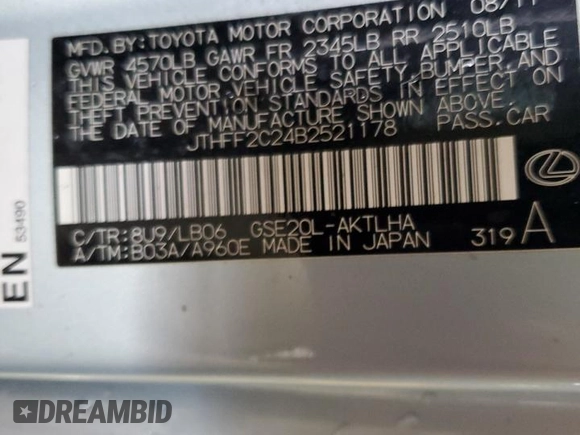 MFD.BY:TOYOTA MOTOR CORPORATION 08/11
GVWR 4570LB GAWR FR 2345LB RR 2510LB
THIS VEHICLE CONFORMS TO ALL APPLICABLE
FEDERAL MOTOR VEHICLE SAFETY,BUMPER,AND
THEFT PREVENTION STANDARDS IN EFFECT ON
THE DATE OF MANUFACTURE SHOWN ABOVE.
JTHFF2C24B2521178 PASS.CAR
C/TR:8U9/LB06 GSE20L-AKTLHA
A/TM:B03A/A960E MADE IN JAPAN 319 A
EN 53490
DREAMBID